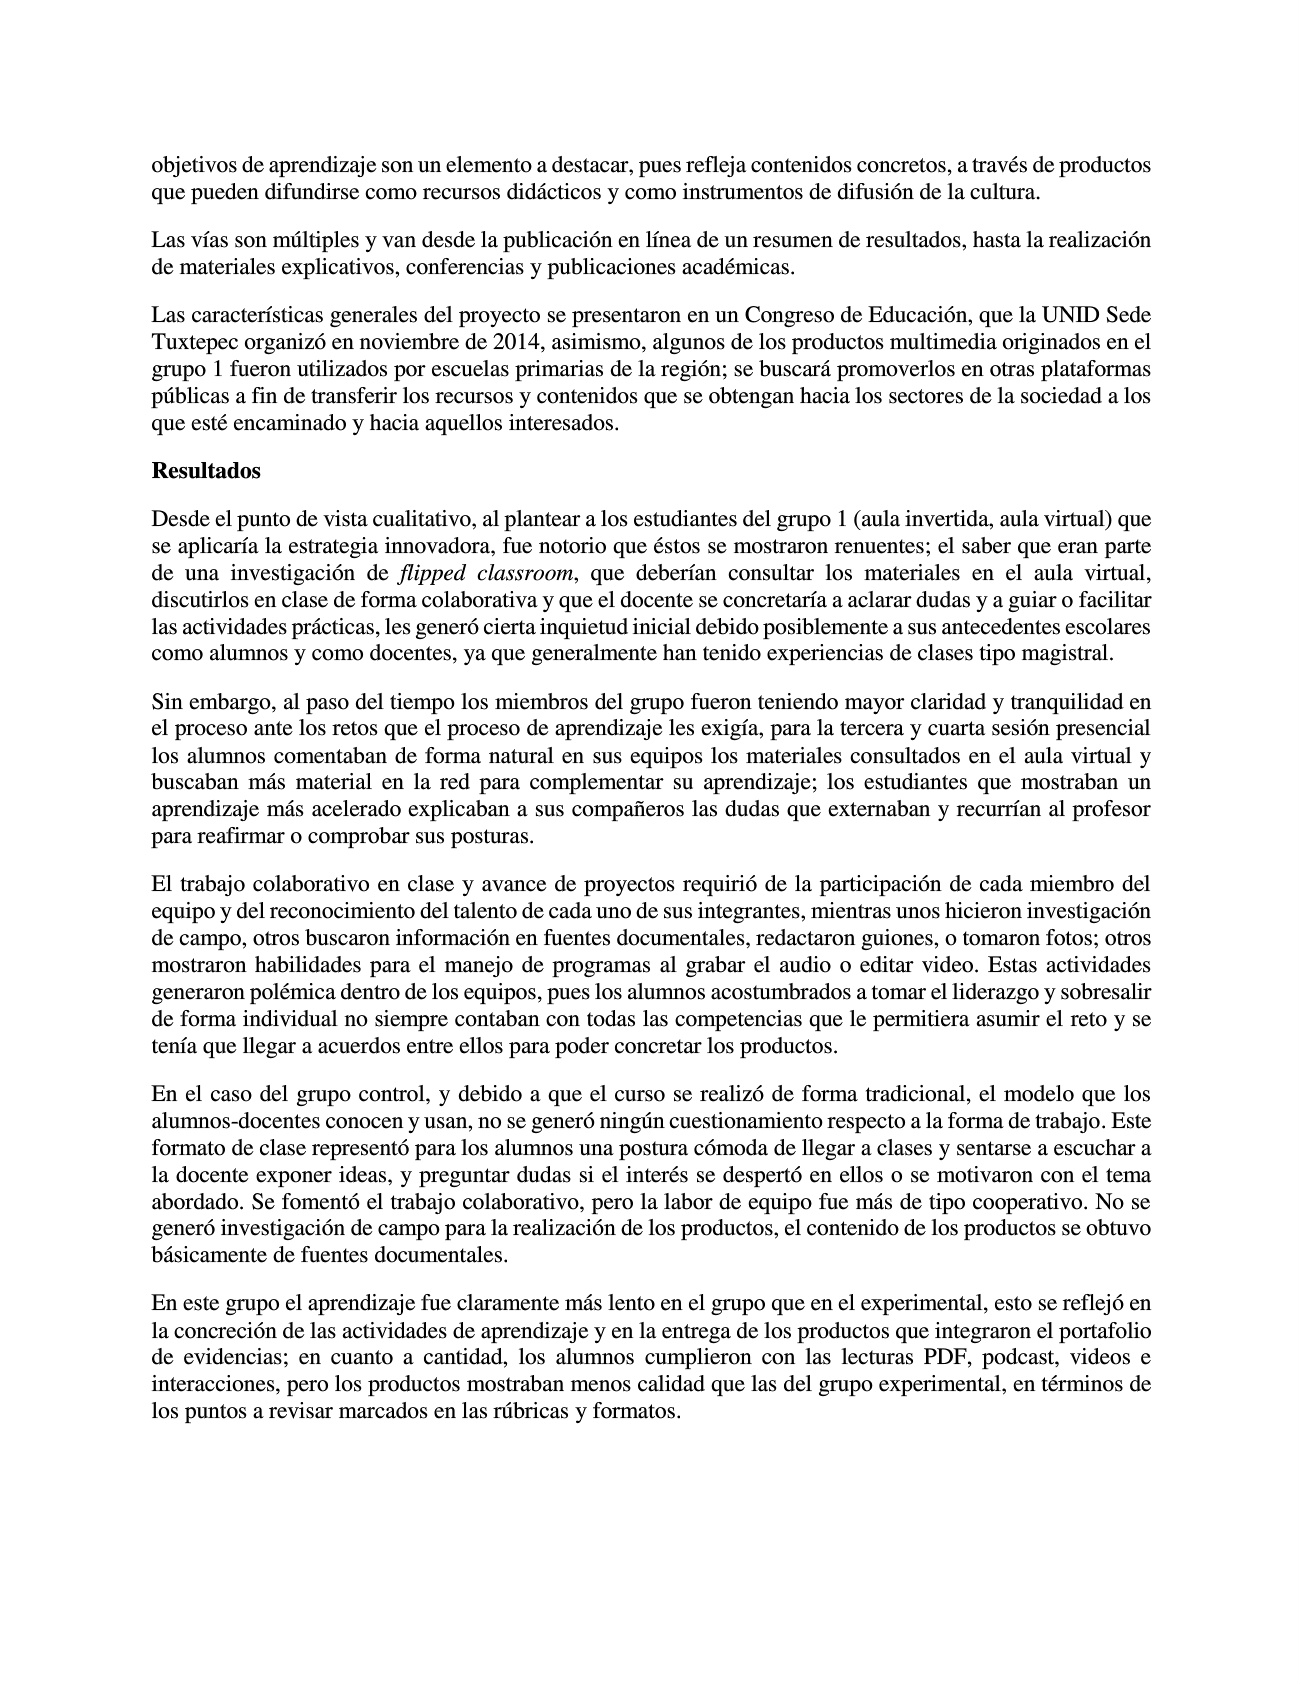 objetivos de aprendizaje son un elemento a destacar, pues refleja contenidos concretos, a través de productos
que pueden difundirse como recursos didácticos y como instrumentos de difusión de la cultura.
Las vías son múltiples y van desde la publicación en línea de un resumen de resultados, hasta la realización
de materiales explicativos, conferencias y publicaciones académicas.
Las características generales del proyecto se presentaron en un Congreso de Educación, que la UNID Sede
Tuxtepec organizó en noviembre de 2014, asimismo, algunos de los productos multimedia originados en el
grupo 1 fueron utilizados por escuelas primarias de la región; se buscará promoverlos en otras plataformas
públicas a fin de transferir los recursos y contenidos que se obtengan hacia los sectores de la sociedad a los
que esté encaminado y hacia aquellos interesados.
Resultados
Desde el punto de vista cualitativo, al plantear a los estudiantes del grupo 1 (aula invertida, aula virtual) que
se aplicaría la estrategia innovadora, fue notorio que éstos se mostraron renuentes; el saber que eran parte
de una investigación de flipped classroom, que deberían consultar los materiales en el aula virtual,
discutirlos en clase de forma colaborativa y que el docente se concretaría a aclarar dudas y a guiar o facilitar
las actividades prácticas, les generó cierta inquietud inicial debido posiblemente a sus antecedentes escolares
como alumnos y como docentes, ya que generalmente han tenido experiencias de clases tipo magistral.
Sin embargo, al paso del tiempo los miembros del grupo fueron teniendo mayor claridad y tranquilidad en
el proceso ante los retos que el proceso de aprendizaje les exigía, para la tercera y cuarta sesión presencial
los alumnos comentaban de forma natural en sus equipos los materiales consultados en el aula virtual y
buscaban más material en la red para complementar su aprendizaje; los estudiantes que mostraban un
aprendizaje más acelerado explicaban a sus compañeros las dudas que externaban y recurrían al profesor
para reafirmar o comprobar sus posturas.
El trabajo colaborativo en clase y avance de proyectos requirió de la participación de cada miembro del
equipo y del reconocimiento del talento de cada uno de sus integrantes, mientras unos hicieron investigación
de campo, otros buscaron información en fuentes documentales, redactaron guiones, o tomaron fotos; otros
mostraron habilidades para el manejo de programas al grabar el audio o editar video. Estas actividades
generaron polémica dentro de los equipos, pues los alumnos acostumbrados a tomar el liderazgo y sobresalir
de forma individual no siempre contaban con todas las competencias que le permitiera asumir el reto y se
tenía que llegar a acuerdos entre ellos para poder concretar los productos.
En el caso del grupo control, y debido a que el curso se realizó de forma tradicional, el modelo que los
alumnos-docentes conocen y usan, no se generó ningún cuestionamiento respecto a la forma de trabajo. Este
formato de clase representó para los alumnos una postura cómoda de llegar a clases y sentarse a escuchar a
la docente exponer ideas, y preguntar dudas si el interés se despertó en ellos o se motivaron con el tema
abordado. Se fomentó el trabajo colaborativo, pero la labor de equipo fue más de tipo cooperativo. No se
generó investigación de campo para la realización de los productos, el contenido de los productos se obtuvo
básicamente de fuentes documentales.
En este grupo el aprendizaje fue claramente más lento en el grupo que en el experimental, esto se reflejó en
la concreción de las actividades de aprendizaje y en la entrega de los productos que integraron el portafolio
de evidencias; en cuanto a cantidad, los alumnos cumplieron con las lecturas PDF, podcast, videos e
interacciones, pero los productos mostraban menos calidad que las del grupo experimental, en términos de
los puntos a revisar marcados en las rúbricas y formatos.